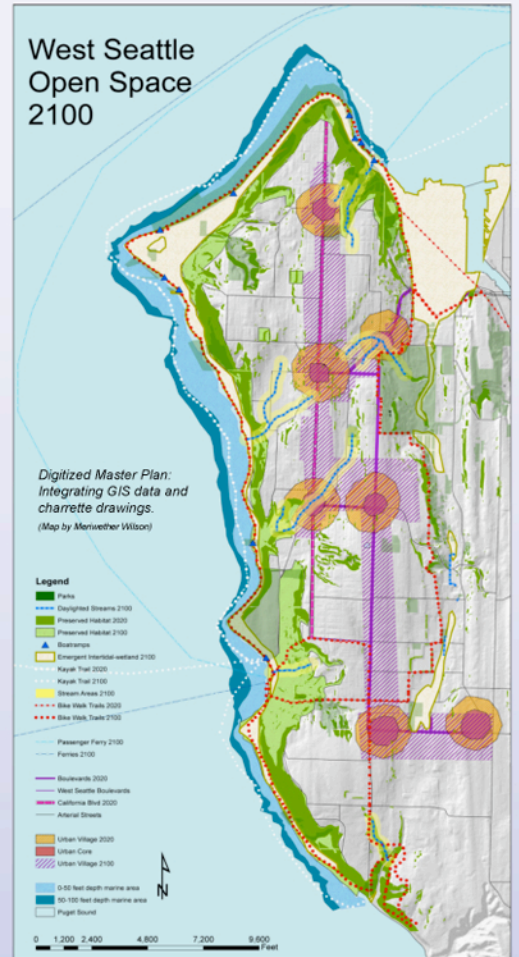 West Seattle
Open Space
2100
Digitized Master Plan:
Integrating GIS data and
charrette drawings.
(Map by Meriwether Wilson)
Legend
Parks
Daylighted Streams 2100
Preserved Habitat 2020
Preserved Habitat 2100
Boatramps
Emergent Intertidal-wetland 2100
Kayak Trail 2020
Kayak Trail 2100
Stream Areas 2100
Bike Walk Trails 2020
Bike Walk Trails 2100
Passenger Ferry 2100
Ferries 2100
Boulevards 2020
West Seattle Boulevards
California Blvd 2020
Arterial Streets
Urban Village 2020
Urban Core
Urban Village 2100
0-50 feet depth marine area
50-100 feet depth marine area
Puget Sound
N
0 1,200 2,400 4,800 7,200 9,600
Feet